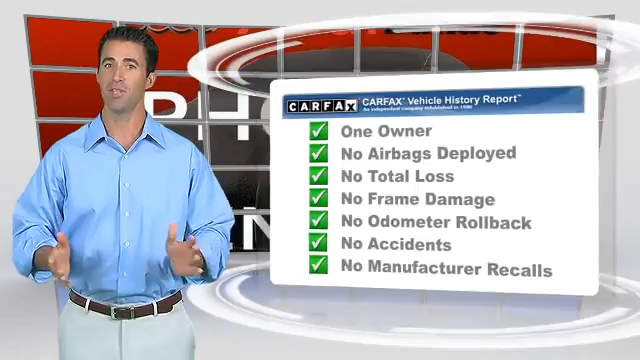 CARFAX CARFAX Vehicle History Report™
An independent company established in 1986
One Owner
No Airbags Deployed
No Total Loss
No Frame Damage
No Odometer Rollback
No Accidents
No Manufacturer Recalls